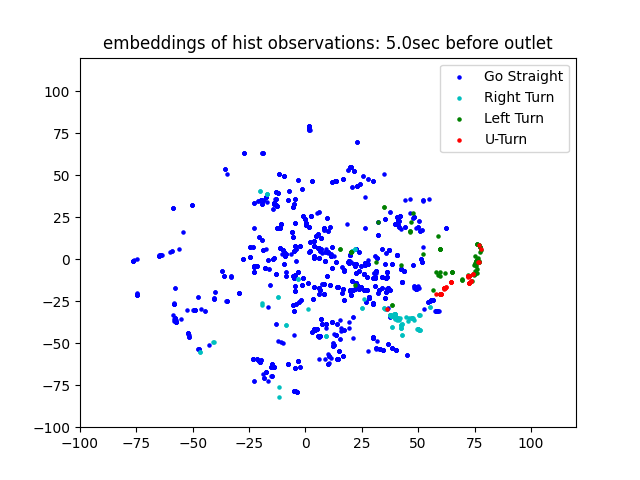 embeddings of hist observations: 5.0sec before outlet
Go Straight
Right Turn
Left Turn
U-Turn
100
75
50
25
0
−25
−50
−75
−100
−100 −75 −50 −25 0 25 50 75 100